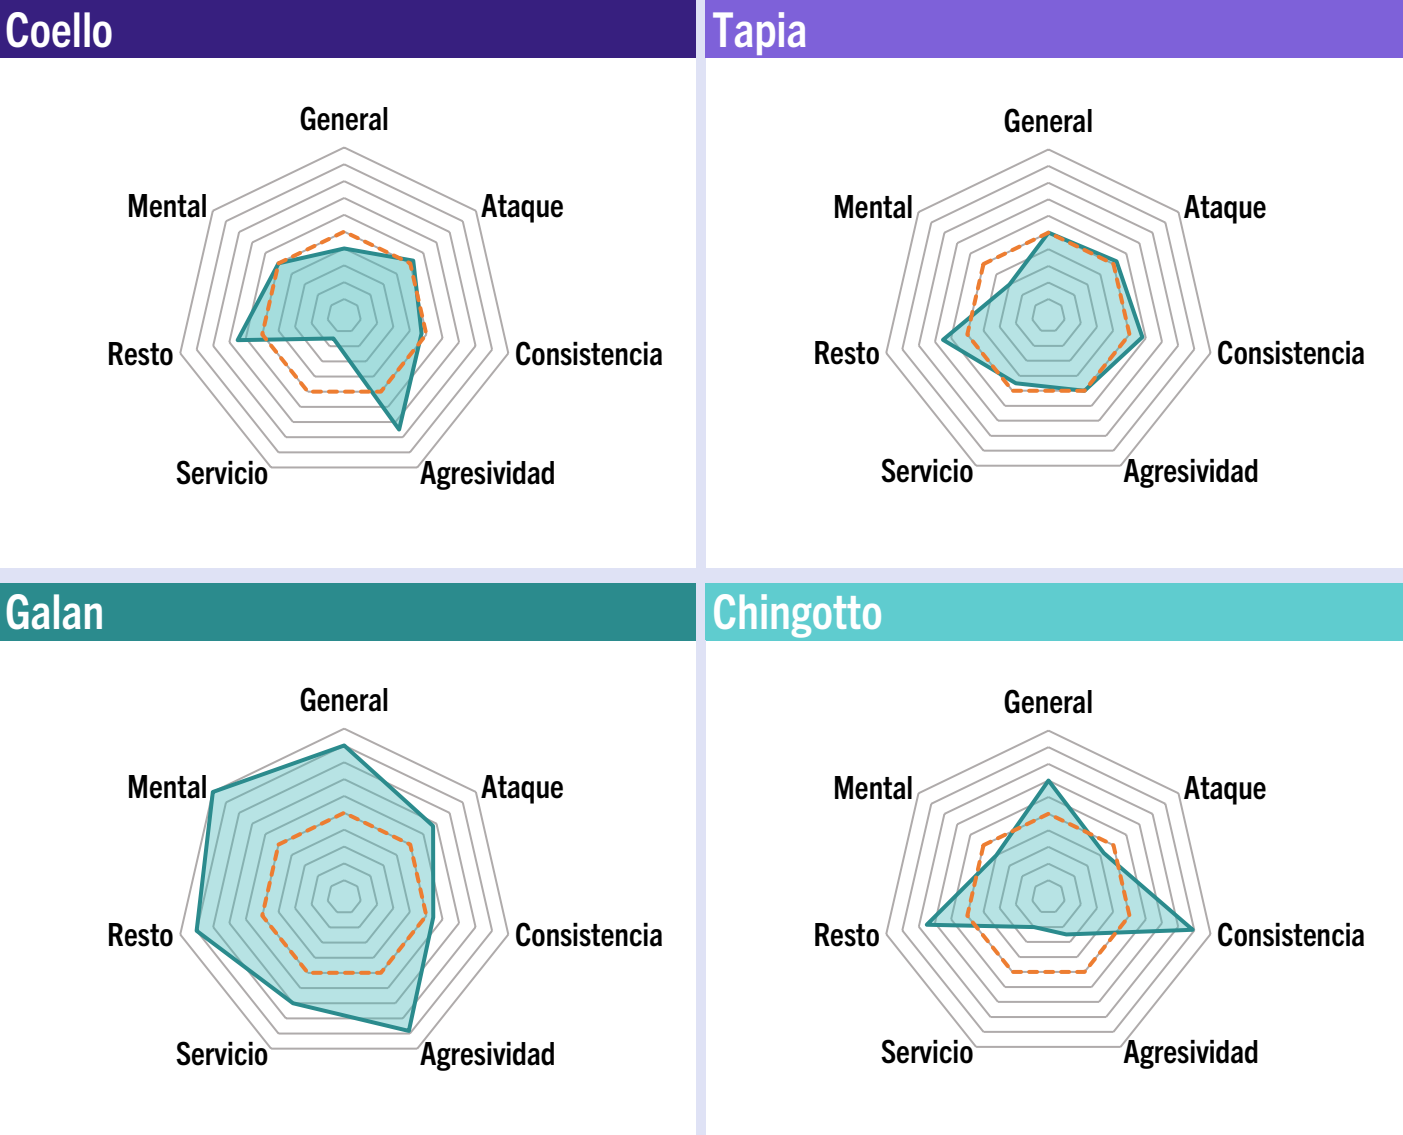 Coello
Tapia
General
Mental
Ataque
Resto
Consistencia
Servicio
Agresividad
General
Mental
Ataque
Resto
Consistencia
Servicio
Agresividad
Galan
Chingotto
General
Mental
Ataque
Resto
Consistencia
Servicio
Agresividad
General
Mental
Ataque
Resto
Consistencia
Servicio
Agresividad